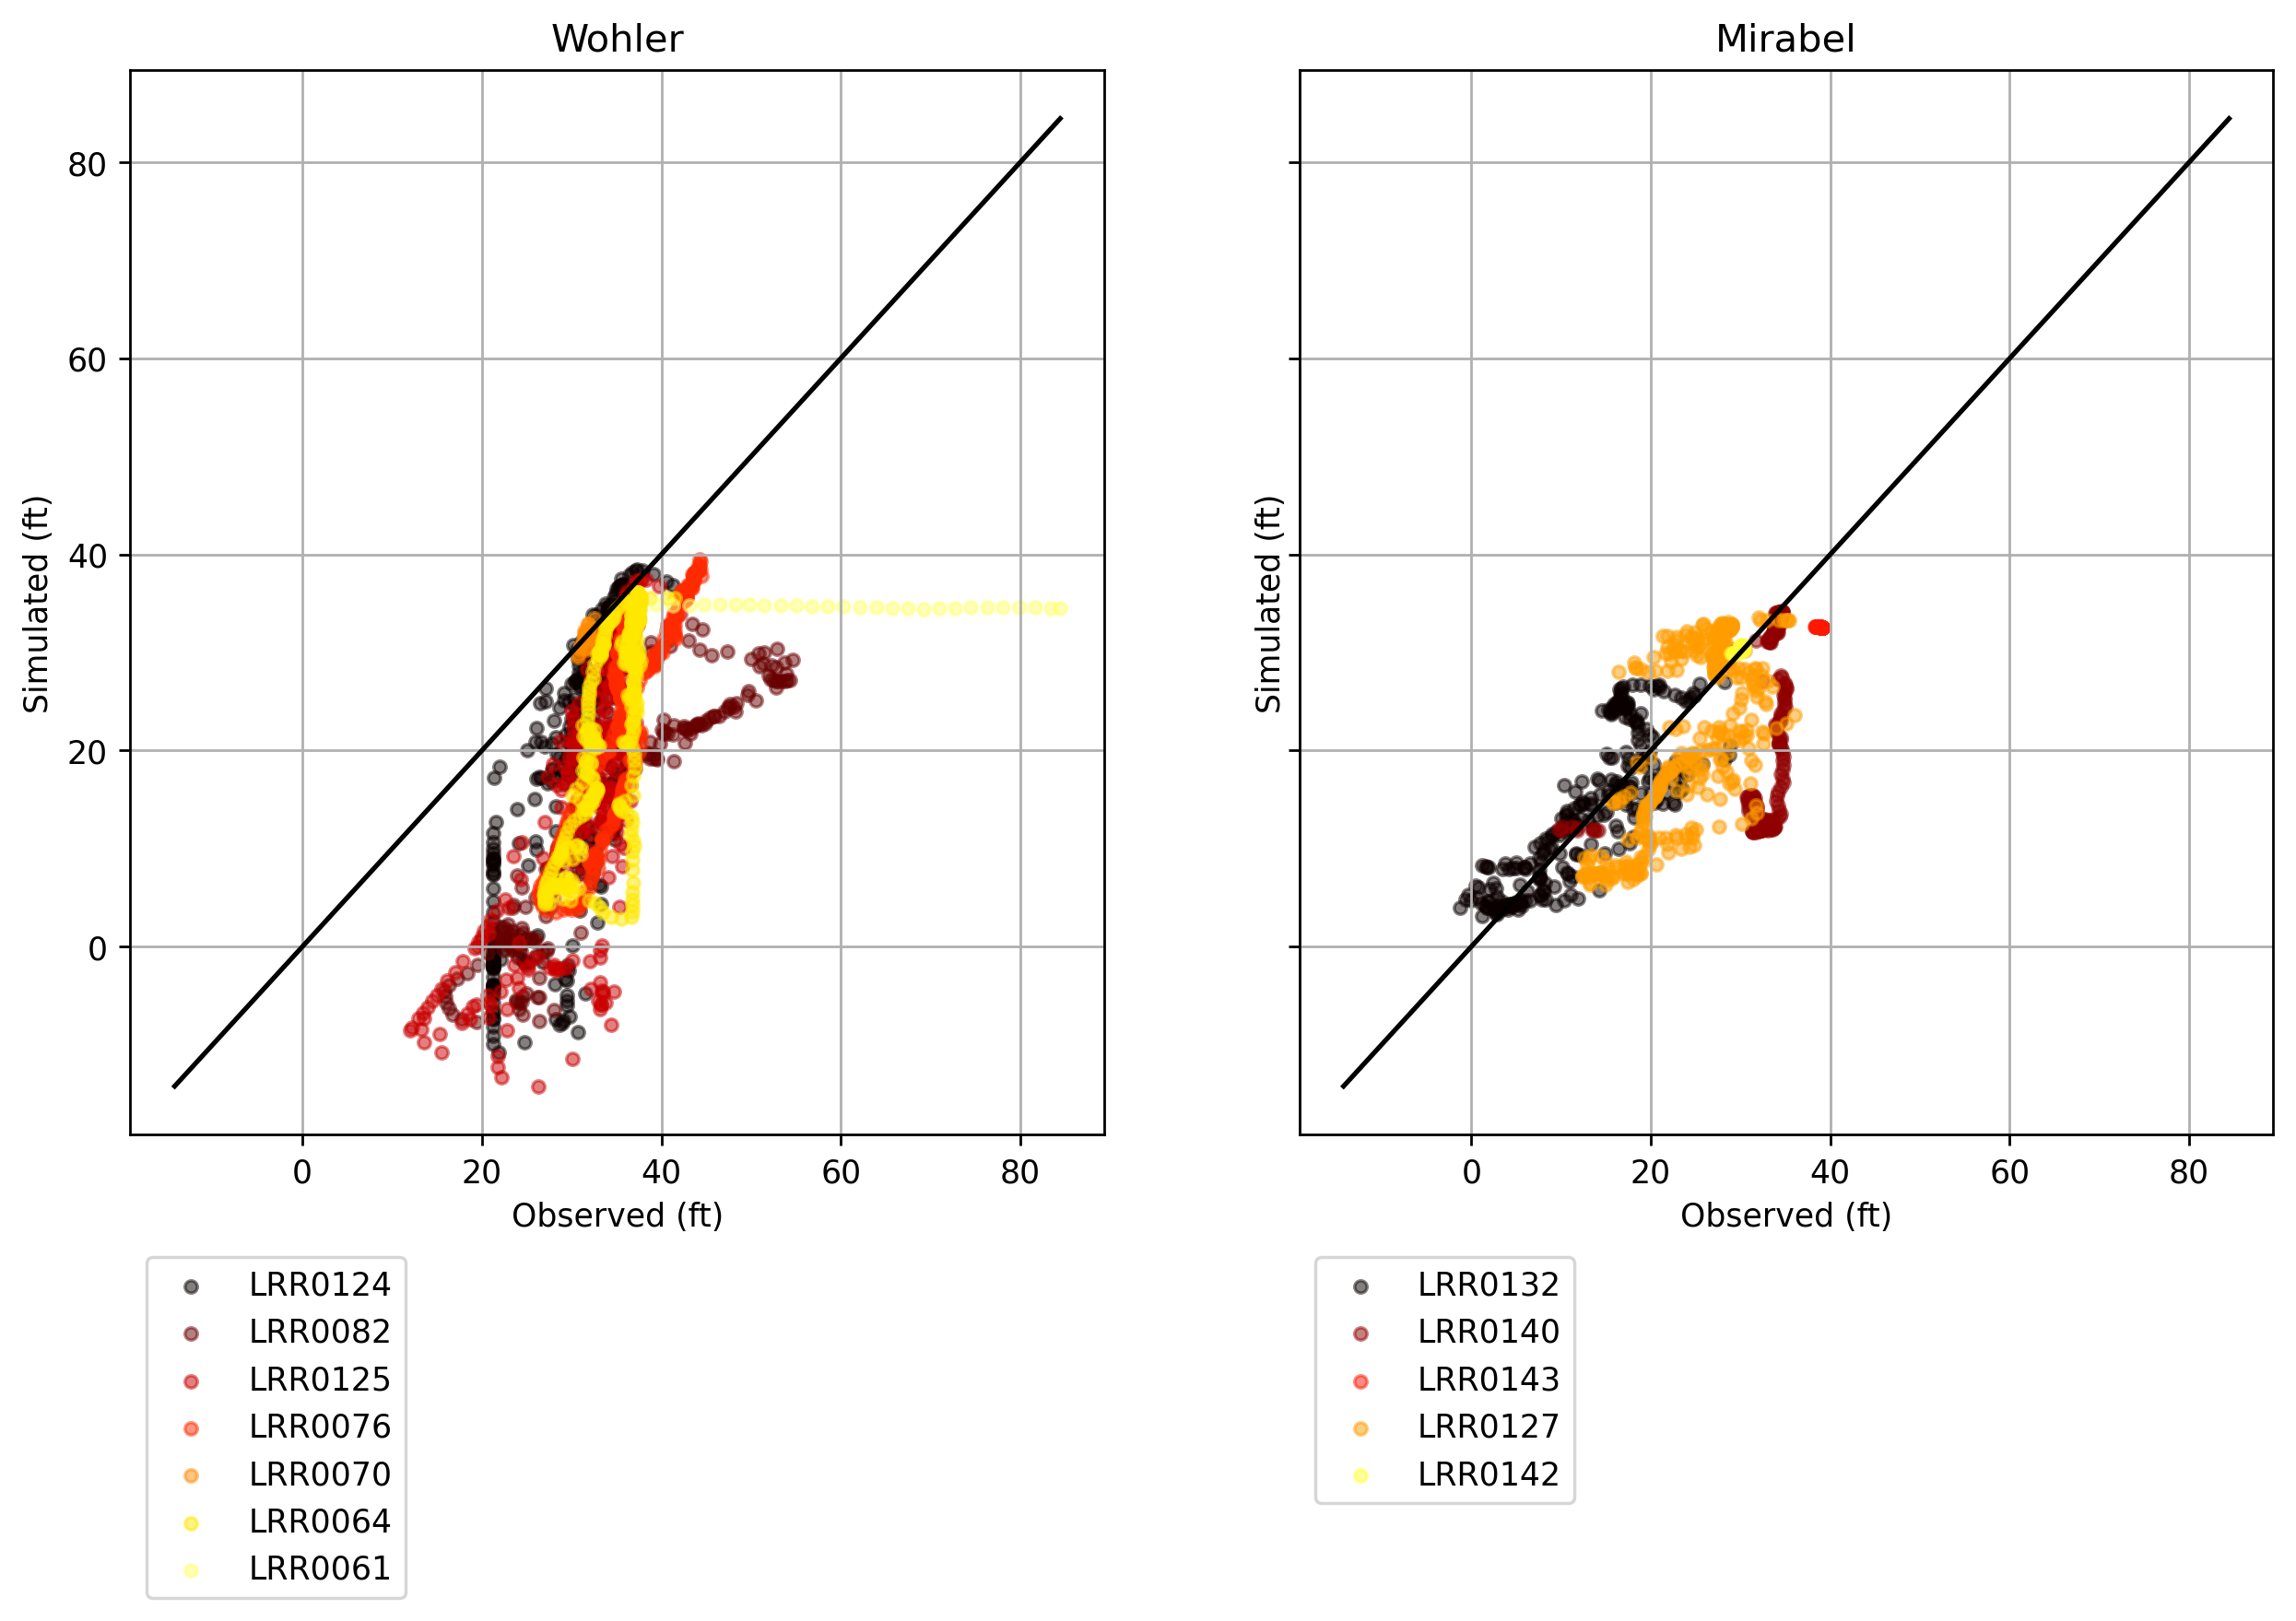 Wohler
Mirabel
80
60
40
20
0
Simulated (ft)
Simulated (ft)
0 20 40 60 80
0 20 40 60 80
Observed (ft)
Observed (ft)
LRR0124
LRR0082
LRR0125
LRR0076
LRR0070
LRR0064
LRR0061
LRR0132
LRR0140
LRR0143
LRR0127
LRR0142